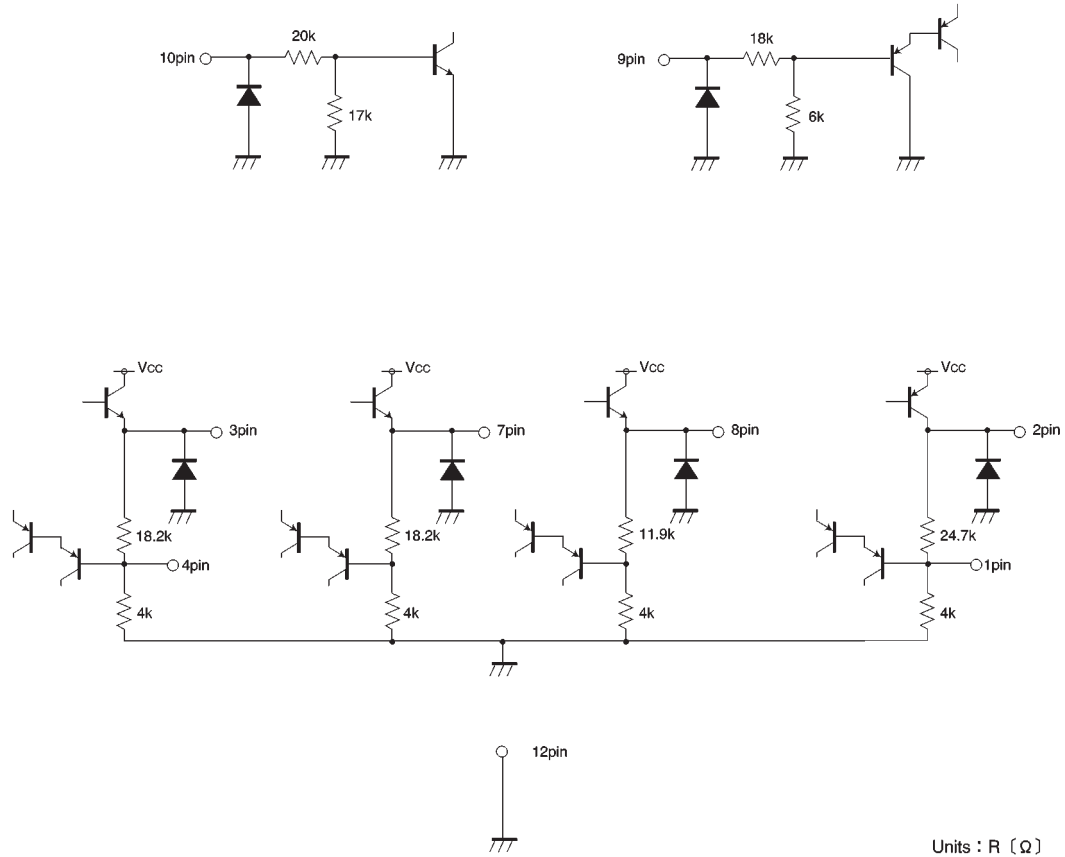 20k
10pin
17k
18k
9pin
6k
Vcc
Vcc
Vcc
Vcc
3pin
7pin
8pin
2pin
18.2k
18.2k
11.9k
24.7k
4pin
1pin
4k
4k
4k
4k
12pin
Units：R〔Ω〕